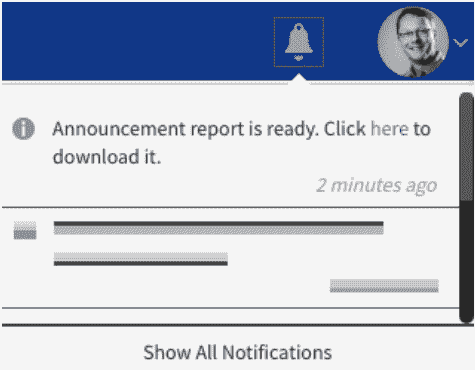 Announcement report is ready. Click here to
download it.
2 minutes ago
Show All Notifications